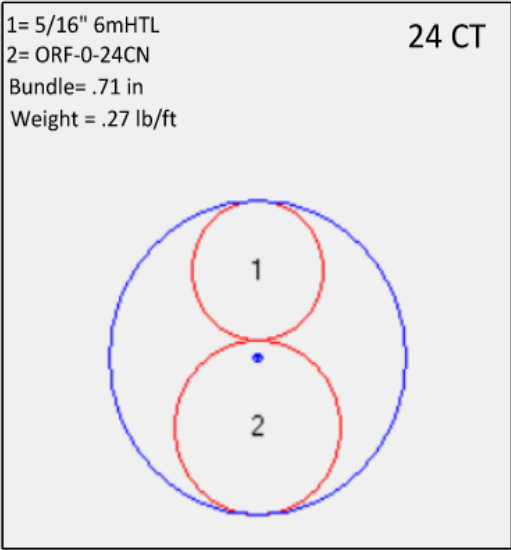 1= 5/16" 6mHTL
24 CT
2= ORF-0-24CN
Bundle= .71 in
Weight = .27 lb/ft
1
2